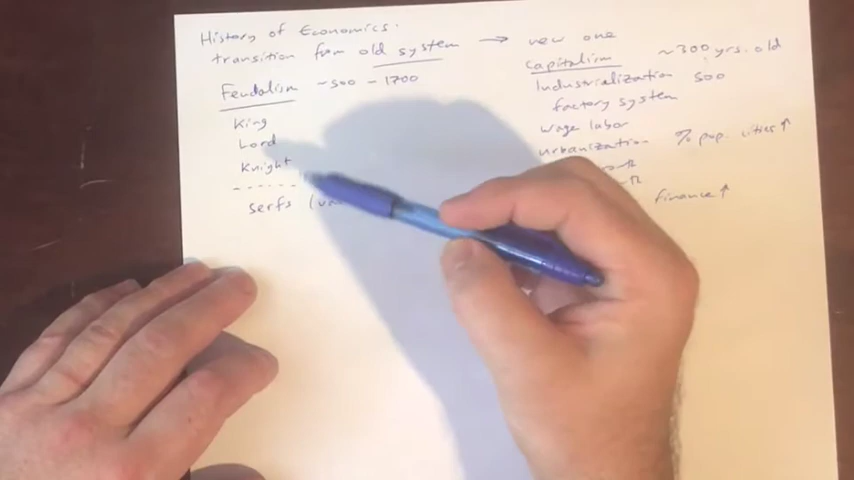 History of Economics.
transition from old system → new one
Feudalism ~500 - 1700
King
Lord
Knight
serfs
Capitalism ~300 yrs. old
Industrialization 500
factory system
wage labor
urbanization % pop. cities ↑
finance ↑